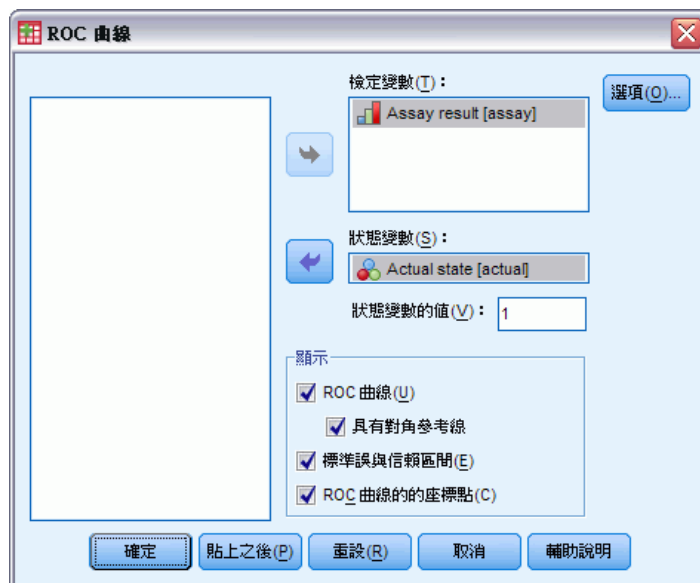 ROC 曲線
檢定變數(T):
Assay result [assay]
選項(O)...
狀態變數(S):
Actual state [actual]
狀態變數的值(V): 1
顯示
ROC 曲線(U)
具有對角參考線
標準誤與信賴區間(E)
ROC 曲線的的座標點(C)
確定 貼上之後(P) 重設(R) 取消 輔助說明